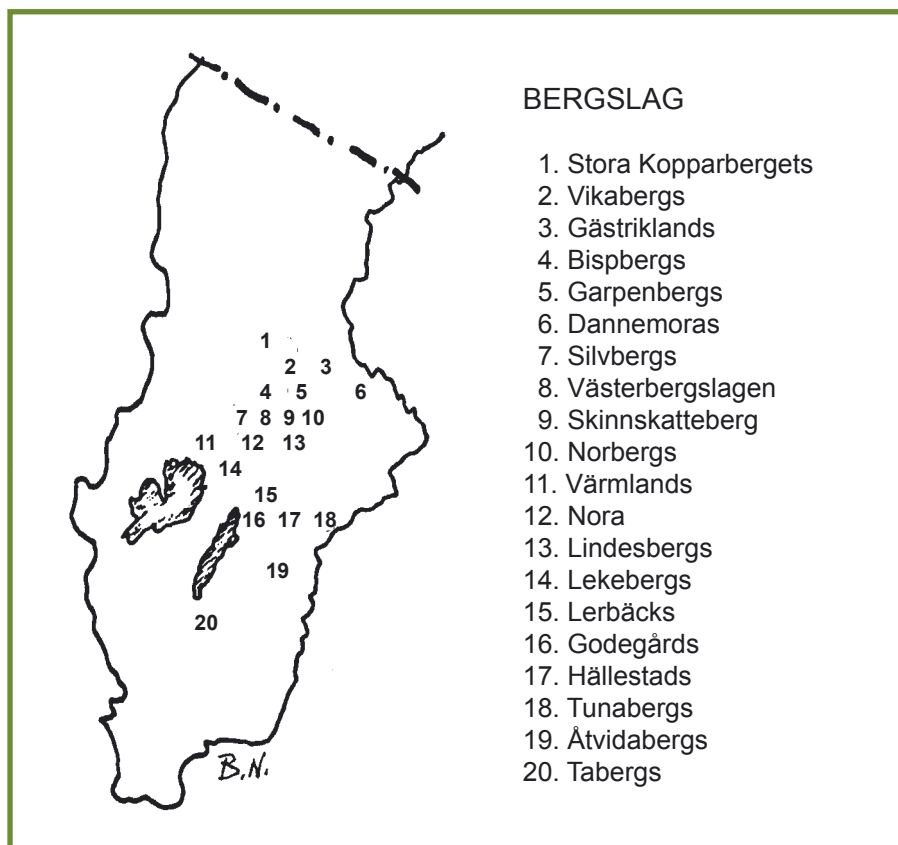 BERGSLAG
1. Stora Kopparbergets
2. Vikabergs
3. Gästriklands
4. Bispbergs
5. Garpenbergs
6. Dannemoras
7. Silvbergs
8. Västerbergslagen
9. Skinnskatteberg
10. Norbergs
11. Värmlands
12. Nora
13. Lindesbergs
14. Lekebergs
15. Lerbäcks
16. Godegårds
17. Hällestads
18. Tunabergs
19. Åtvidabergs
20. Tabergs
1
2 3
4 5 6
7 8 9 10
11 12 13
14
15
16 17 18
19
20
B.N.